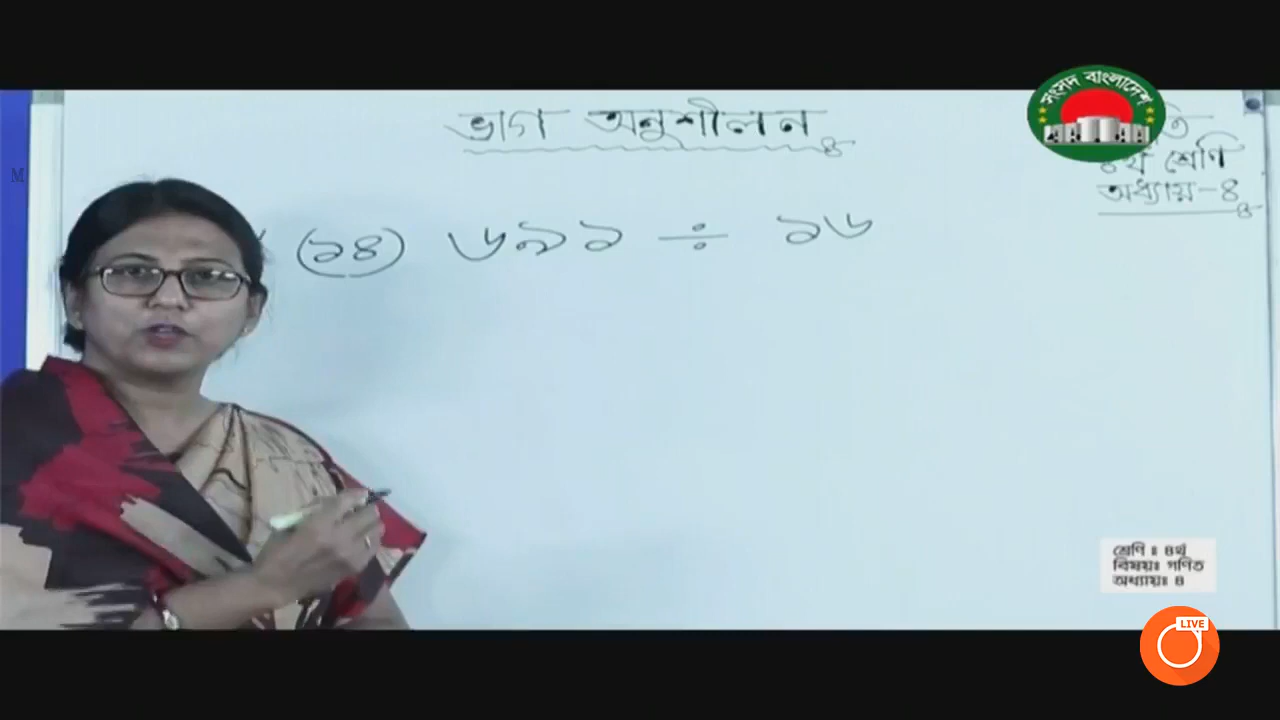 ভাগ অনুশীলনঃ
সংসদ বাংলাদেশ
৪র্থ শ্রেণি
অধ্যায়-৪ঃ
(১৪) ৬৯১ ÷ ১৬
শ্রেণি ঃ ৪র্থ
বিষয়ঃ গণিত
অধ্যায়ঃ ৪
LIVE
M